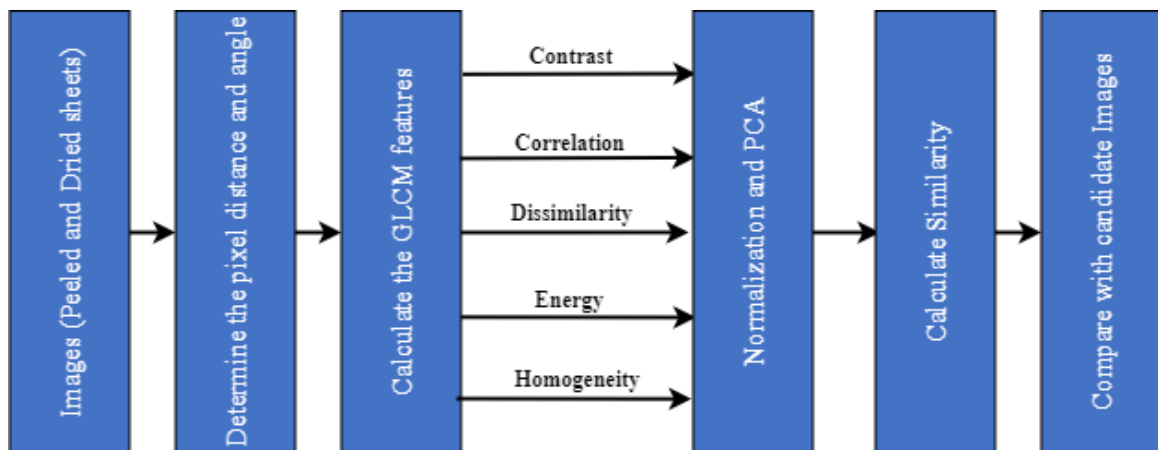 Images (Peeled and Dried sheets)
Determine the pixel distance and angle
Calculate the GLCM features
Contrast
Correlation
Dissimilarity
Energy
Homogeneity
Normalization and PCA
Calculate Similarity
Compare with candidate Images